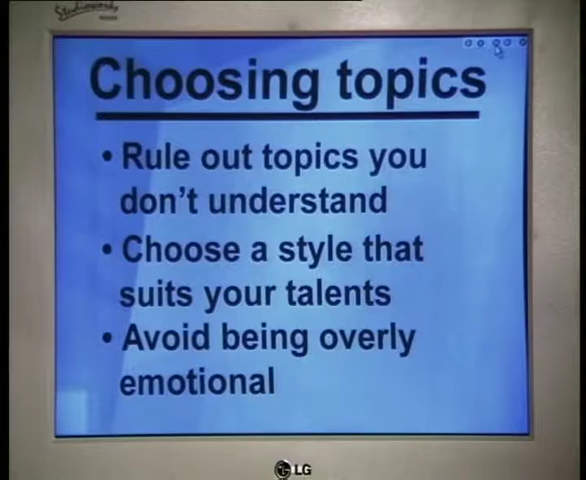 Studioworks
Choosing topics
• Rule out topics you
don't understand
• Choose a style that
suits your talents
• Avoid being overly
emotional
LG